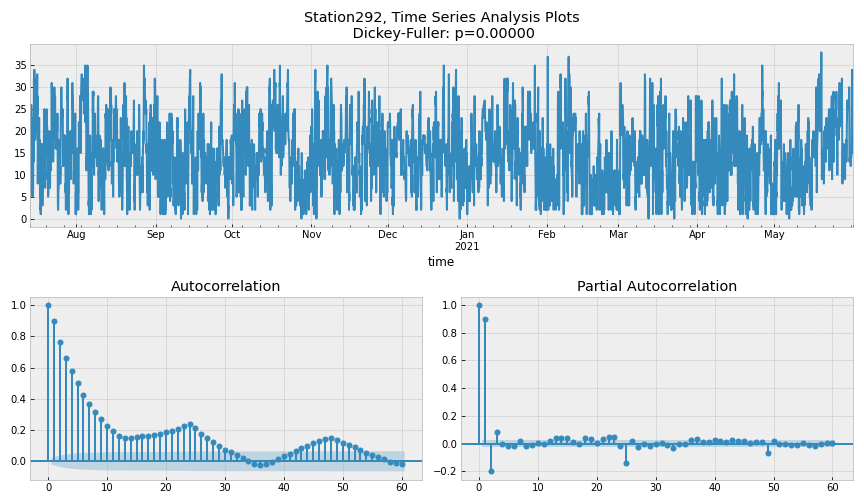 Station292, Time Series Analysis Plots
Dickey-Fuller: p=0.00000
35
30
25
20
15
10
5
0
Aug Sep Oct Nov Dec Jan Feb Mar Apr May
2021
time
Autocorrelation
1.0
0.8
0.6
0.4
0.2
0.0
0 10 20 30 40 50 60
Partial Autocorrelation
1.0
0.8
0.6
0.4
0.2
0.0
−0.2
0 10 20 30 40 50 60